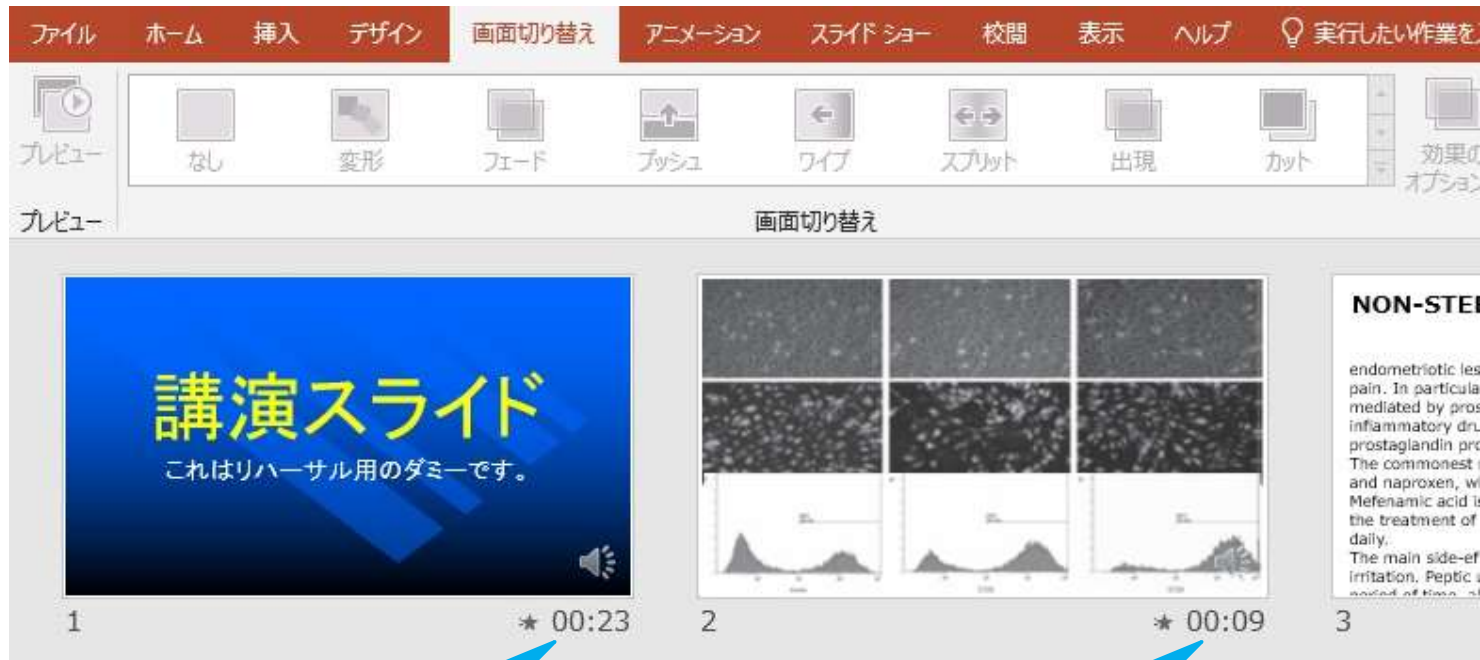 ファイル ホーム 挿入 デザイン 画面切り替え アニメーション スライド ショー 校閲 表示 ヘルプ 実行したい作業を
プレビュー なし 変形 フェード プッシュ ワイプ スプリット 出現 カット 効果の
オプション
プレビュー 画面切り替え
講演スライド
これはリハーサル用のダミーです。
NON-STE
endometriotic les
pain. In particula
mediated by pros
inflammatory dru
prostaglandin pro
The commonest
and naproxen, w
Mefenamic acid is
the treatment of
daily.
The main side-ef
irritation. Peptic
1 00:23 2 00:09 3